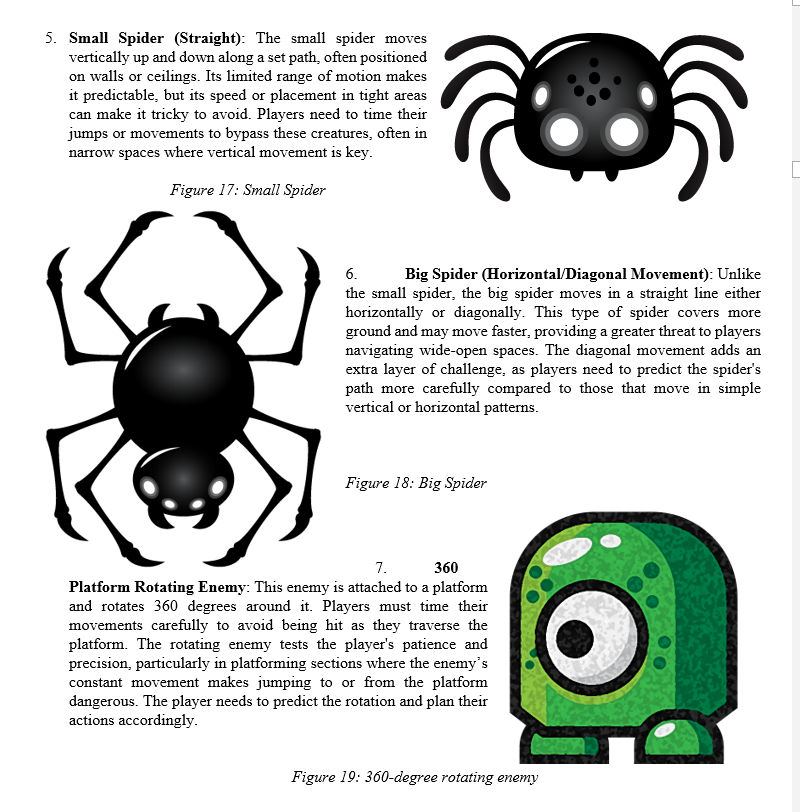 5. Small Spider (Straight): The small spider moves
vertically up and down along a set path, often positioned
on walls or ceilings. Its limited range of motion makes
it predictable, but its speed or placement in tight areas
can make it tricky to avoid. Players need to time their
jumps or movements to bypass these creatures, often in
narrow spaces where vertical movement is key.
Figure 17: Small Spider
6. Big Spider (Horizontal/Diagonal Movement): Unlike
the small spider, the big spider moves in a straight line either
horizontally or diagonally. This type of spider covers more
ground and may move faster, providing a greater threat to players
navigating wide-open spaces. The diagonal movement adds an
extra layer of challenge, as players need to predict the spider's
path more carefully compared to those that move in simple
vertical or horizontal patterns.
Figure 18: Big Spider
7. 360
Platform Rotating Enemy: This enemy is attached to a platform
and rotates 360 degrees around it. Players must time their
movements carefully to avoid being hit as they traverse the
platform. The rotating enemy tests the player's patience and
precision, particularly in platforming sections where the enemy’s
constant movement makes jumping to or from the platform
dangerous. The player needs to predict the rotation and plan their
actions accordingly.
Figure 19: 360-degree rotating enemy